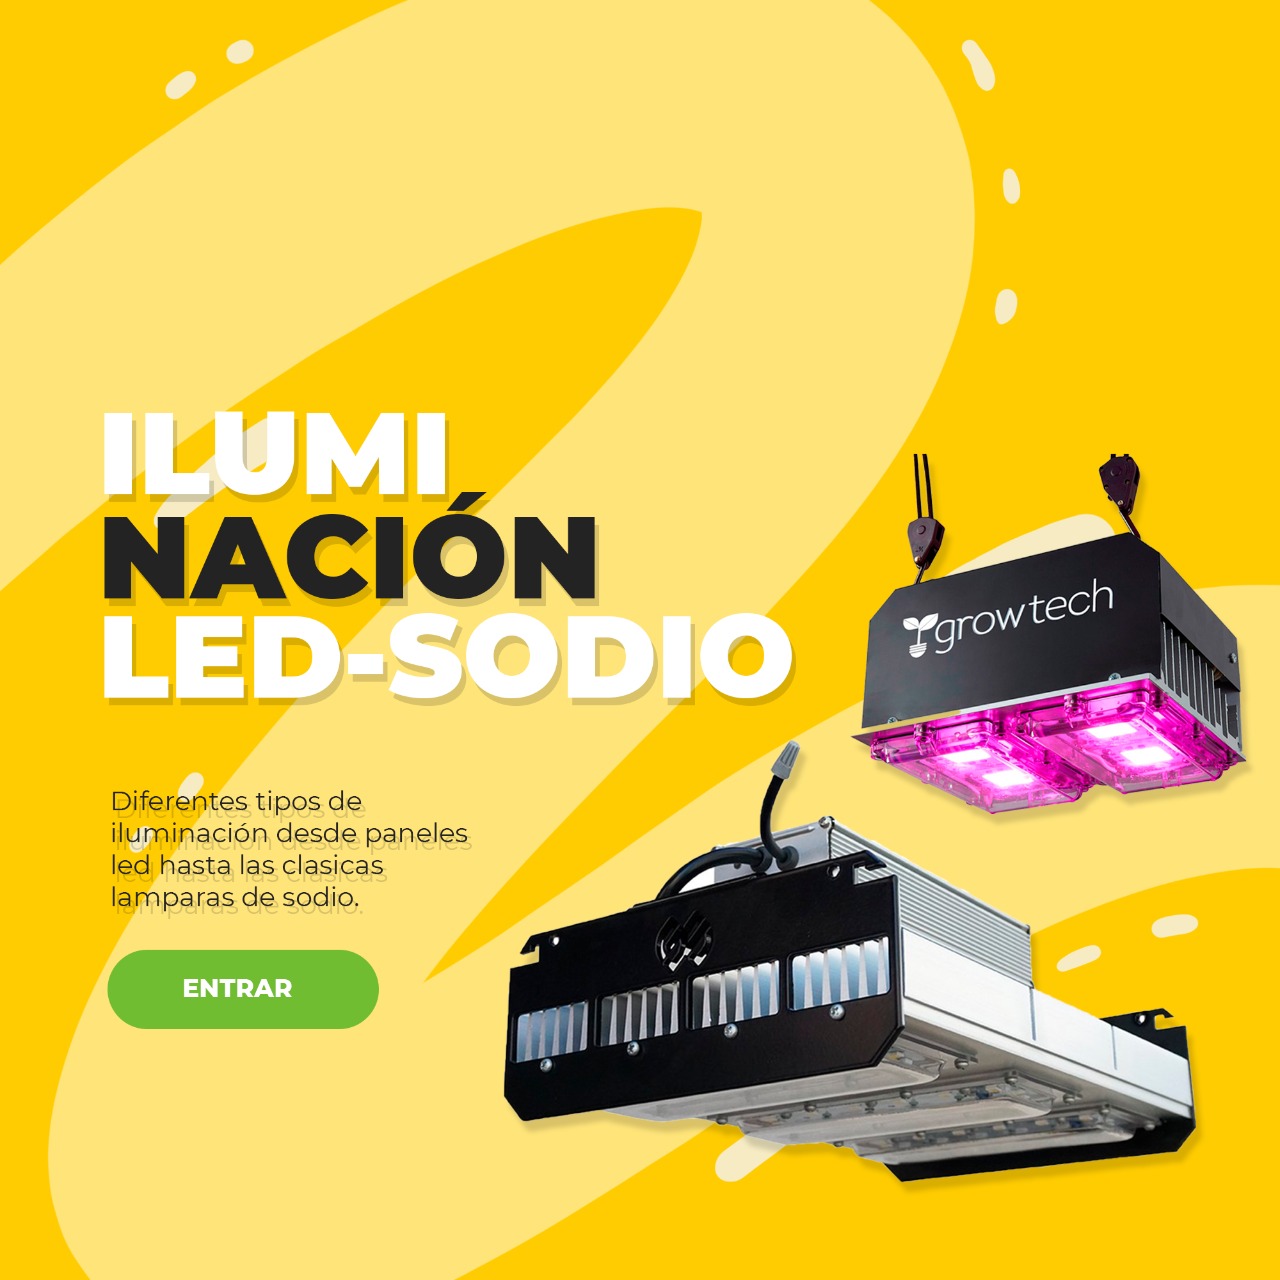 ILUMI
NACIÓN
LED-SODIO
growtech
Diferentes tipos de
iluminación desde paneles
led hasta las clasicas
lamparas de sodio.
ENTRAR